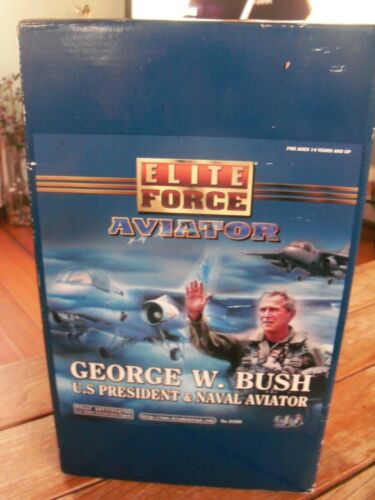 FOR AGES 14 YEARS AND UP
ELITE
FORCE
AVIATOR
GEORGE W. BUSH
U.S PRESIDENT & NAVAL AVIATOR